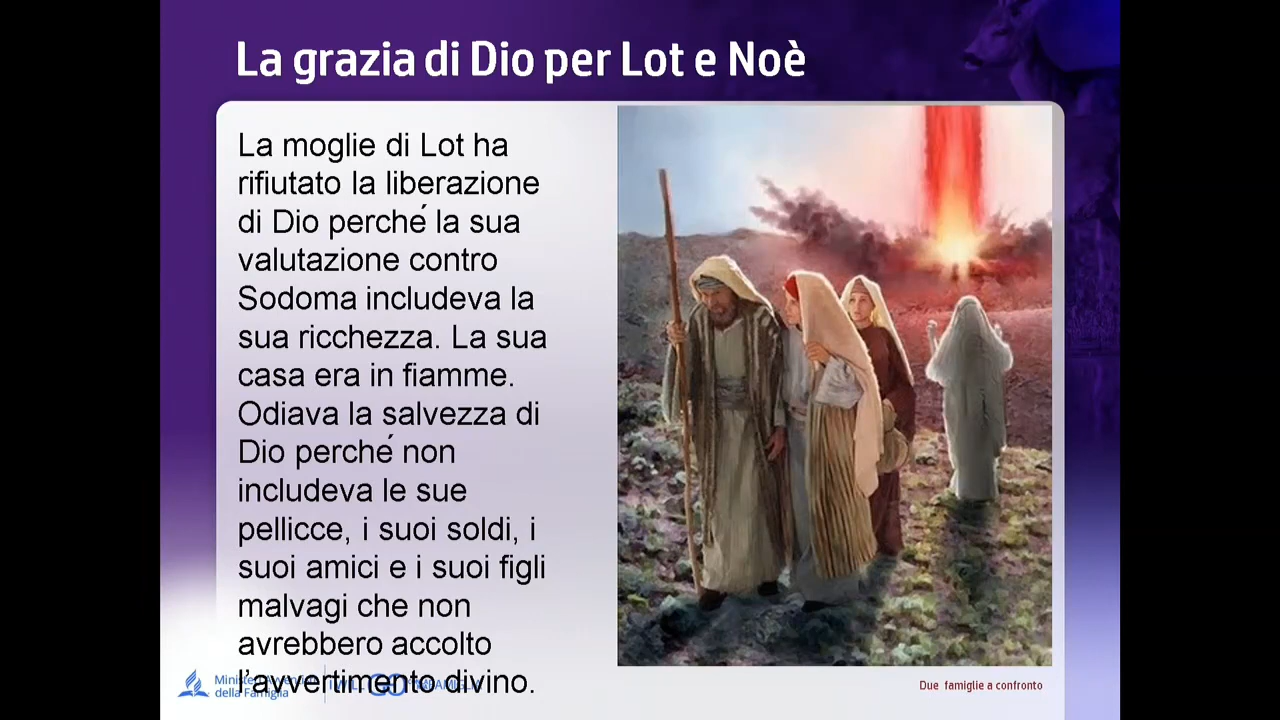 La grazia di Dio per Lot e Noè
La moglie di Lot ha
rifiutato la liberazione
di Dio perché la sua
valutazione contro
Sodoma includeva la
sua ricchezza. La sua
casa era in fiamme.
Odiava la salvezza di
Dio perché non
includeva le sue
pellicce, i suoi soldi, i
suoi amici e i suoi figli
malvagi che non
avrebbero accolto
l'avvertimento divino.
della Famiglia
Due famiglie a confronto